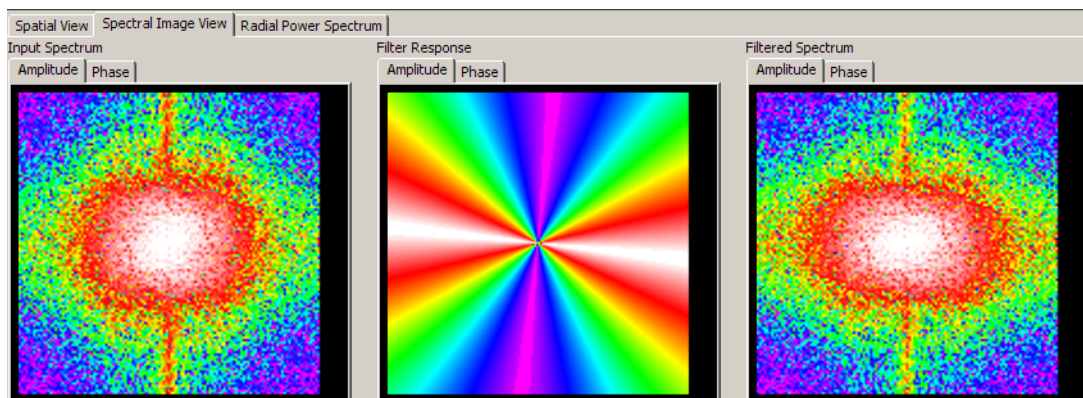 Spatial View Spectral Image View Radial Power Spectrum
Input Spectrum Filter Response Filtered Spectrum
Amplitude Phase Amplitude Phase Amplitude Phase